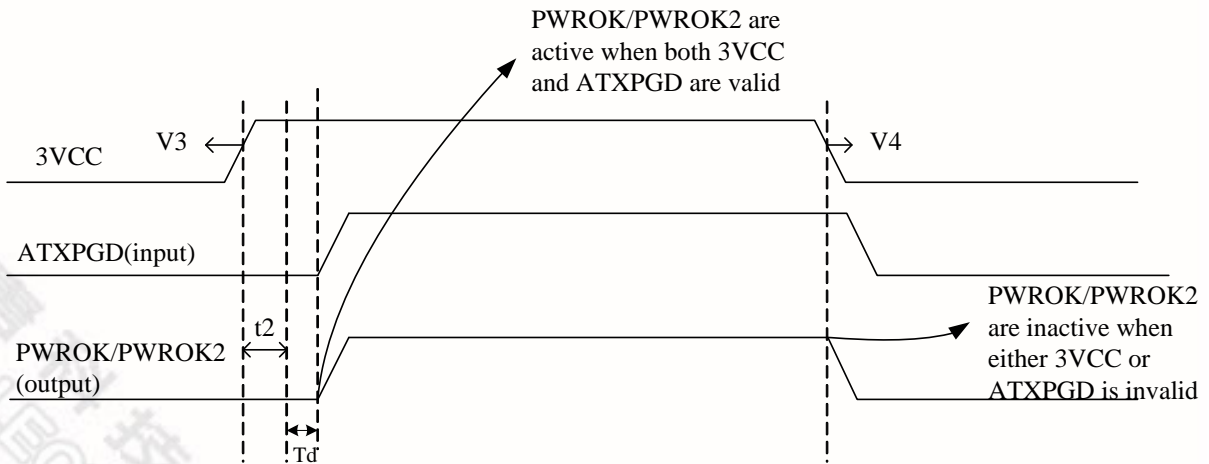 PWROK/PWROK2 are
active when both 3VCC
and ATXPGD are valid
V3
V4
3VCC
ATXPGD(input)
t2
PWROK/PWROK2
(output)
Td
PWROK/PWROK2
are inactive when
either 3VCC or
ATXPGD is invalid